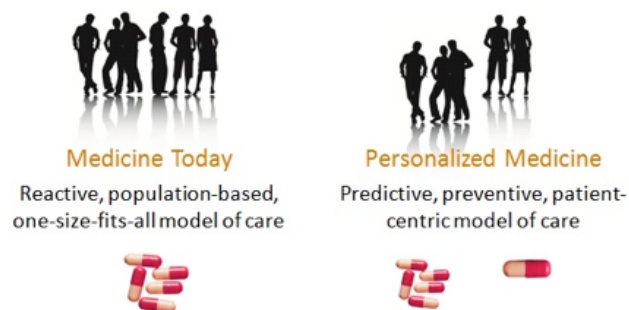 Medicine Today
Reactive, population-based,
one-size-fits-all model of care
Personalized Medicine
Predictive, preventive, patient-
centric model of care